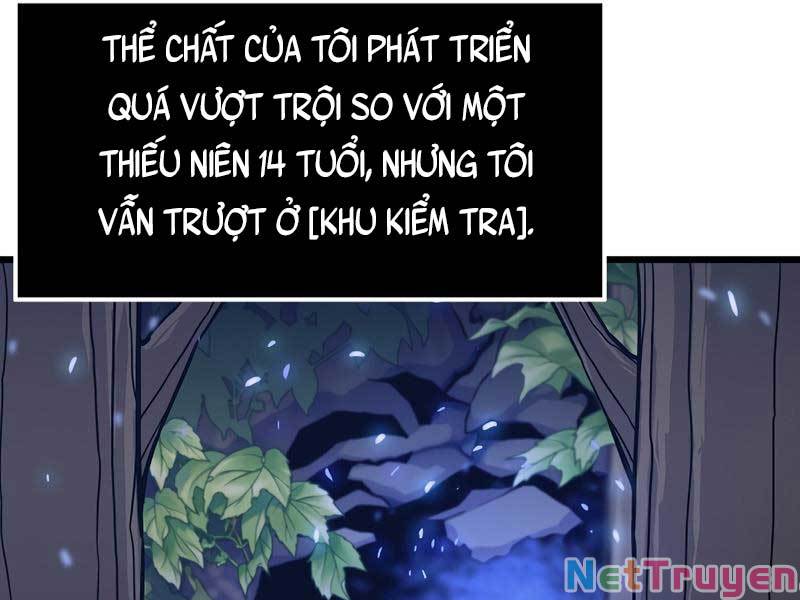 THỂ CHẤT CỦA TÔI PHÁT TRIỂN
QUÁ VƯỢT TRỘI SO VỚI MỘT
THIẾU NIÊN 14 TUỔI, NHƯNG TÔI
VẪN TRƯỢT Ở [KHU KIỂM TRA].
NetTruyen